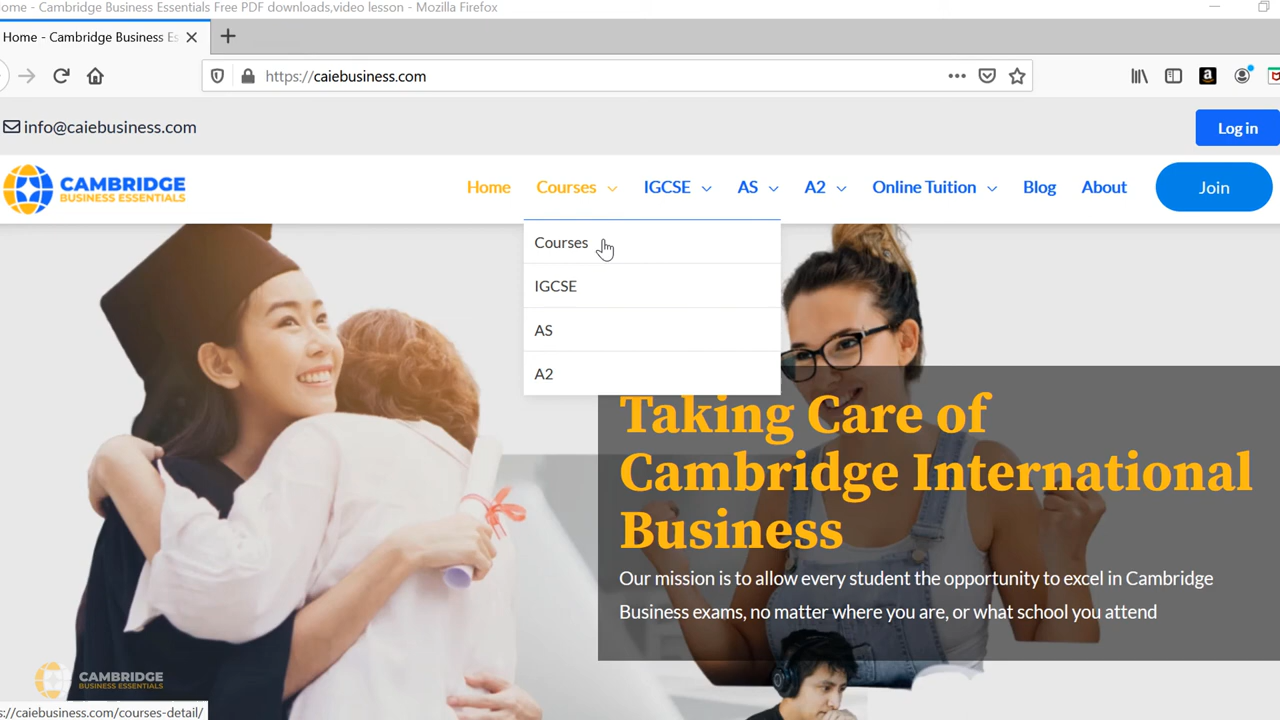 ome - Cambridge Business Essentials Free PDF downloads,video lesson - Mozilla Firefox
Home - Cambridge Business Es
https://caiebusiness.com
info@caiebusiness.com
Log in
CAMBRIDGE
BUSINESS ESSENTIALS
Home
Courses
IGCSE
AS
A2
Online Tuition
Blog
About
Join
Courses
IGCSE
AS
A2
Taking Care of
Cambridge International
Business
Our mission is to allow every student the opportunity to excel in Cambridge
Business exams, no matter where you are, or what school you attend
CAMBRIDGE
BUSINESS ESSENTIALS
s://caiebusiness.com/courses-detail/